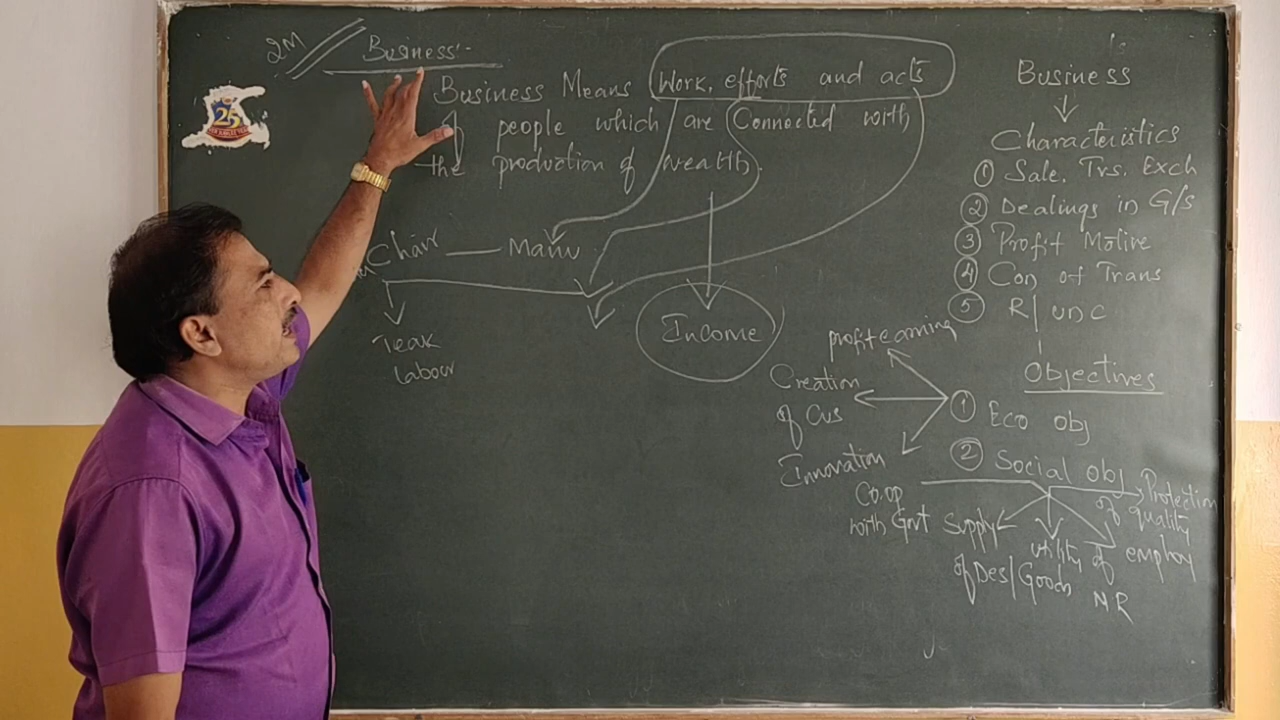 2M
Business:-
Business Means Work, efforts and acts
of people which are Connected with
the production of wealth.
Chair — Manu
Teak
labour
Income
Business
Characteristics
① Sale. Trs. Exch
② Dealings in G/S
③ Profit Motive
④ Con of Trans
⑤ R/ unc
Objectives
① Eco obj
profit earning
Creation
of Cus
Innovation
② Social obj
Co.op
with Govt
Supply
of Des/Goods
utility of
NR
employ
Protection
of quality
25